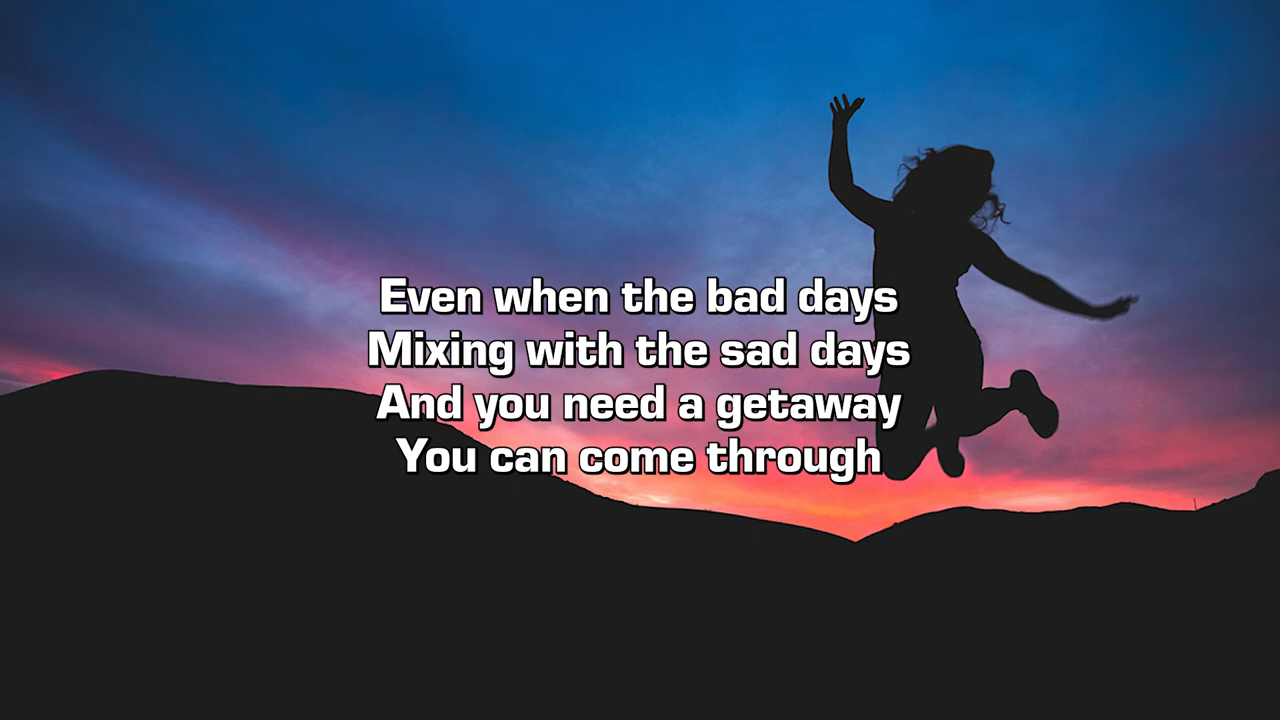 Even when the bad days
Mixing with the sad days
And you need a getaway
You can come through